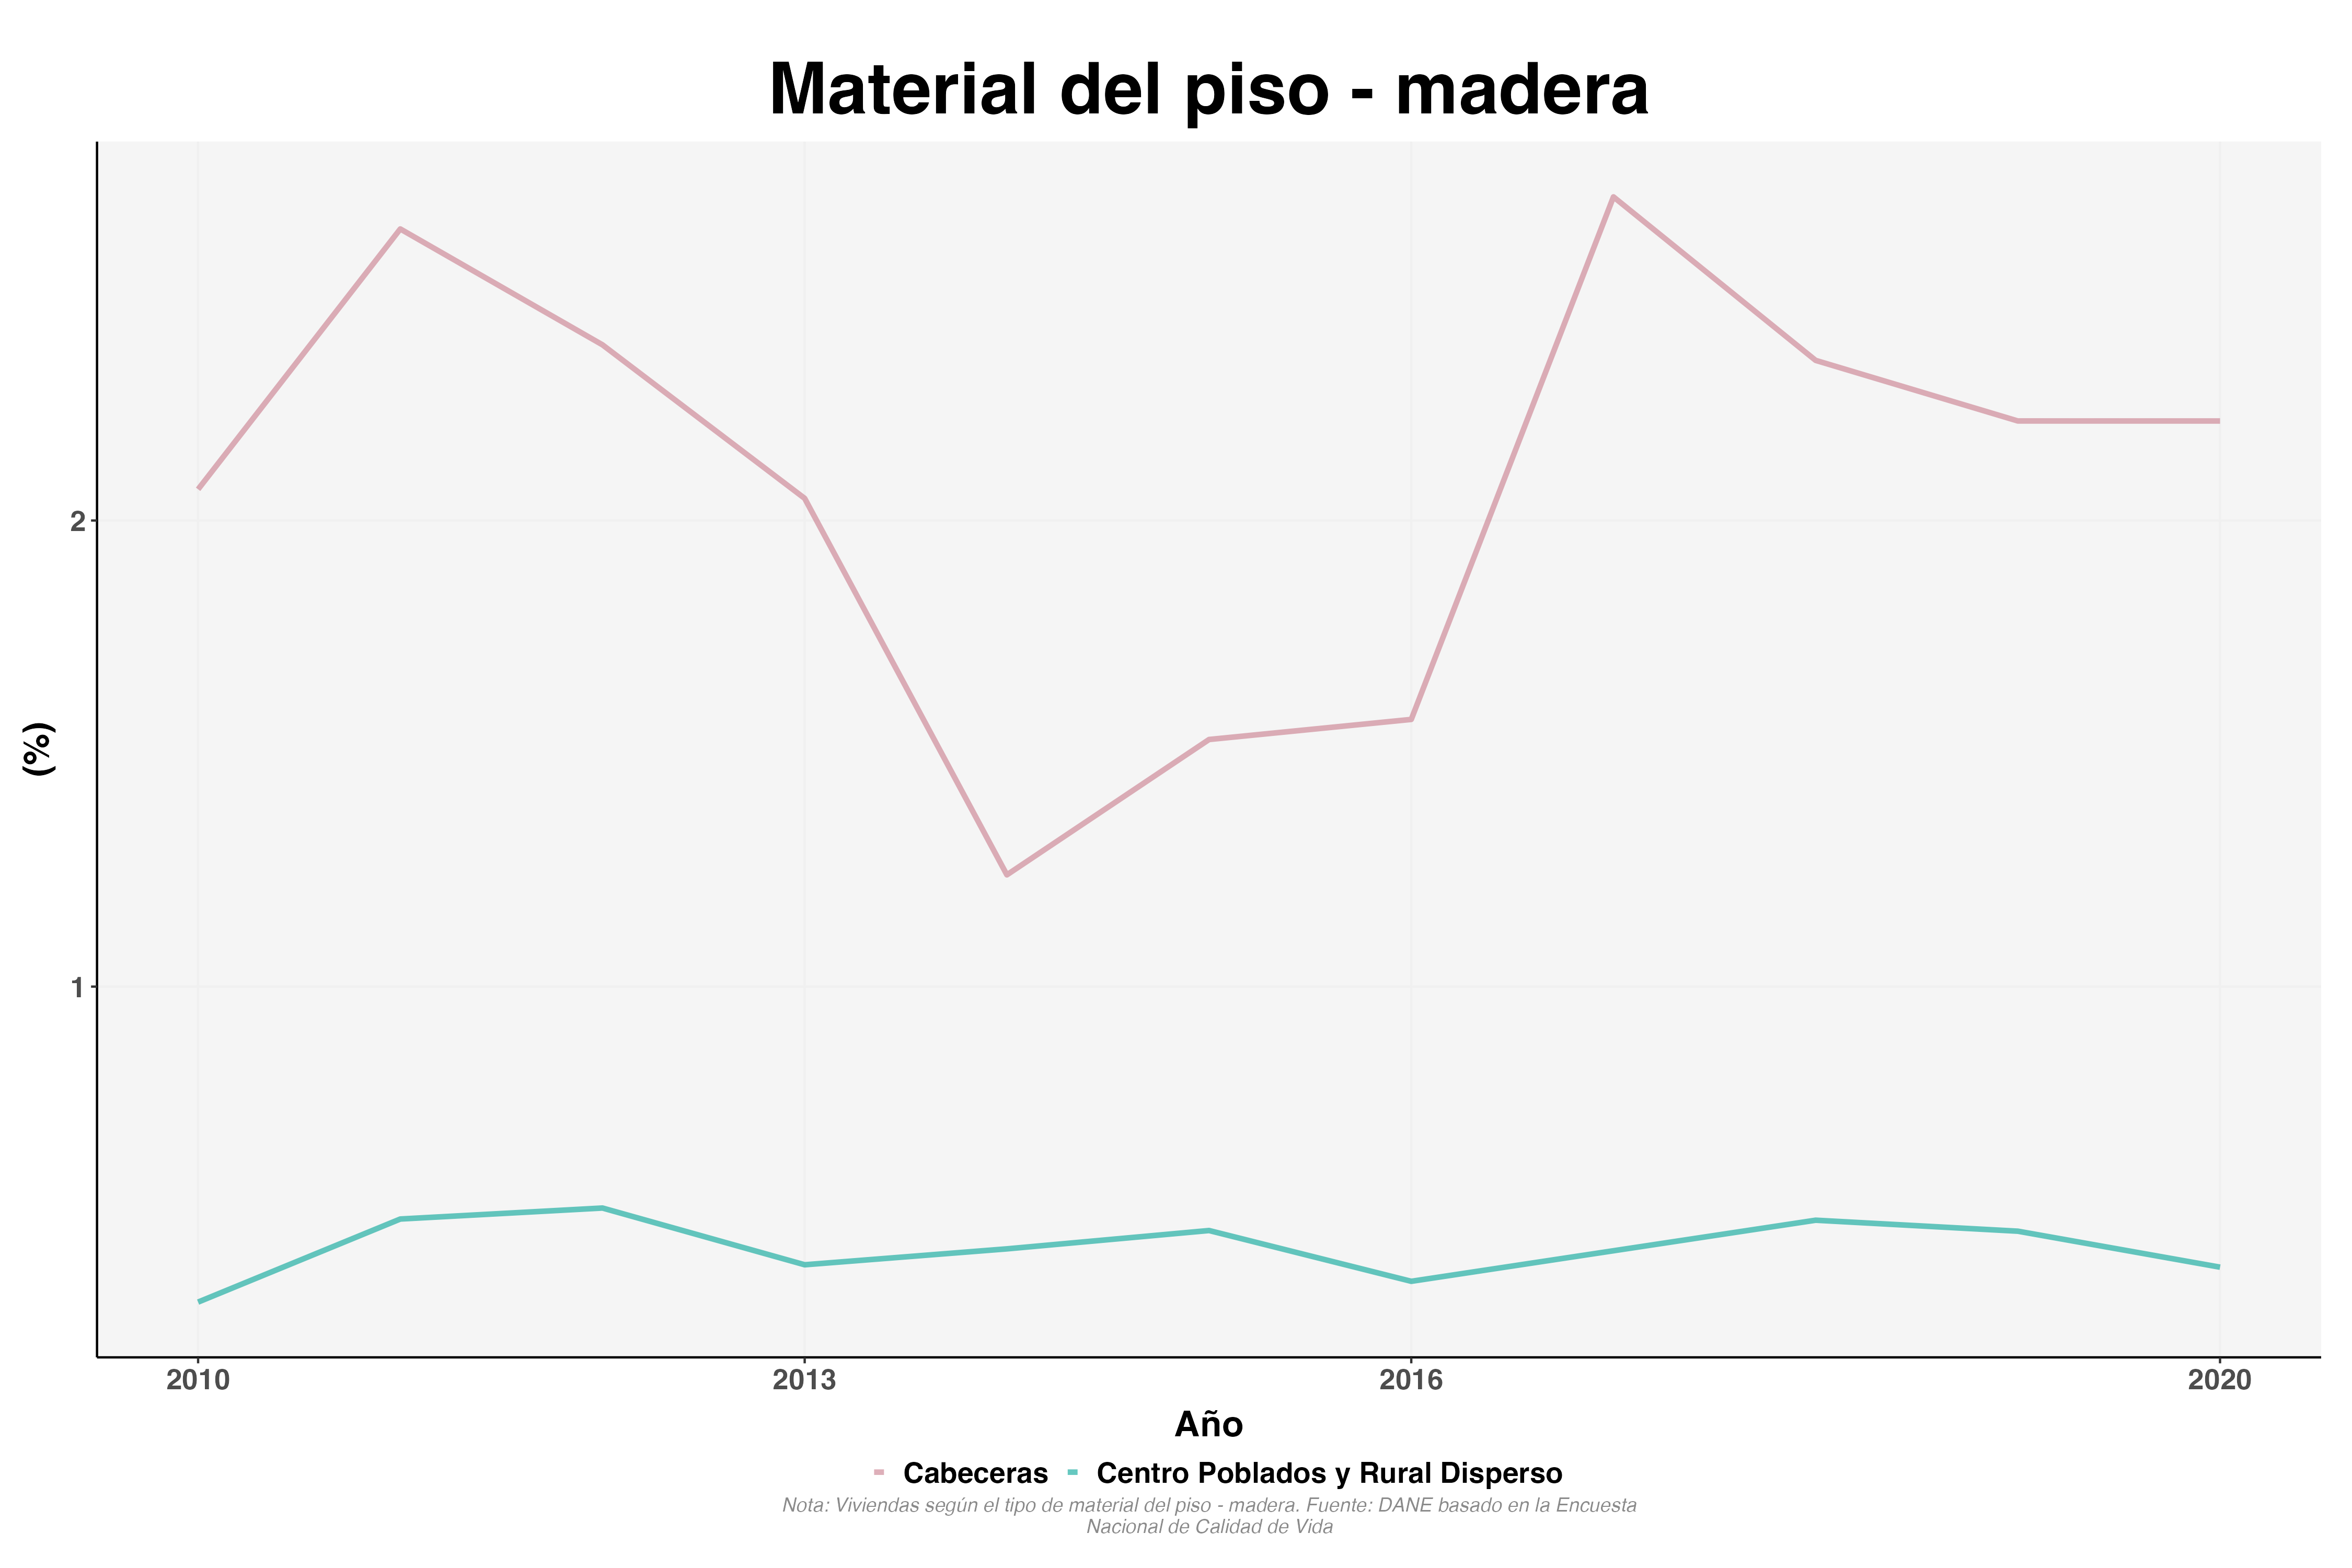 Material del piso - madera
(%)
2
1
2010 2013 2016 2020
Año
Cabeceras Centro Poblados y Rural Disperso
Nota: Viviendas según el tipo de material del piso - madera. Fuente: DANE basado en la Encuesta
Nacional de Calidad de Vida